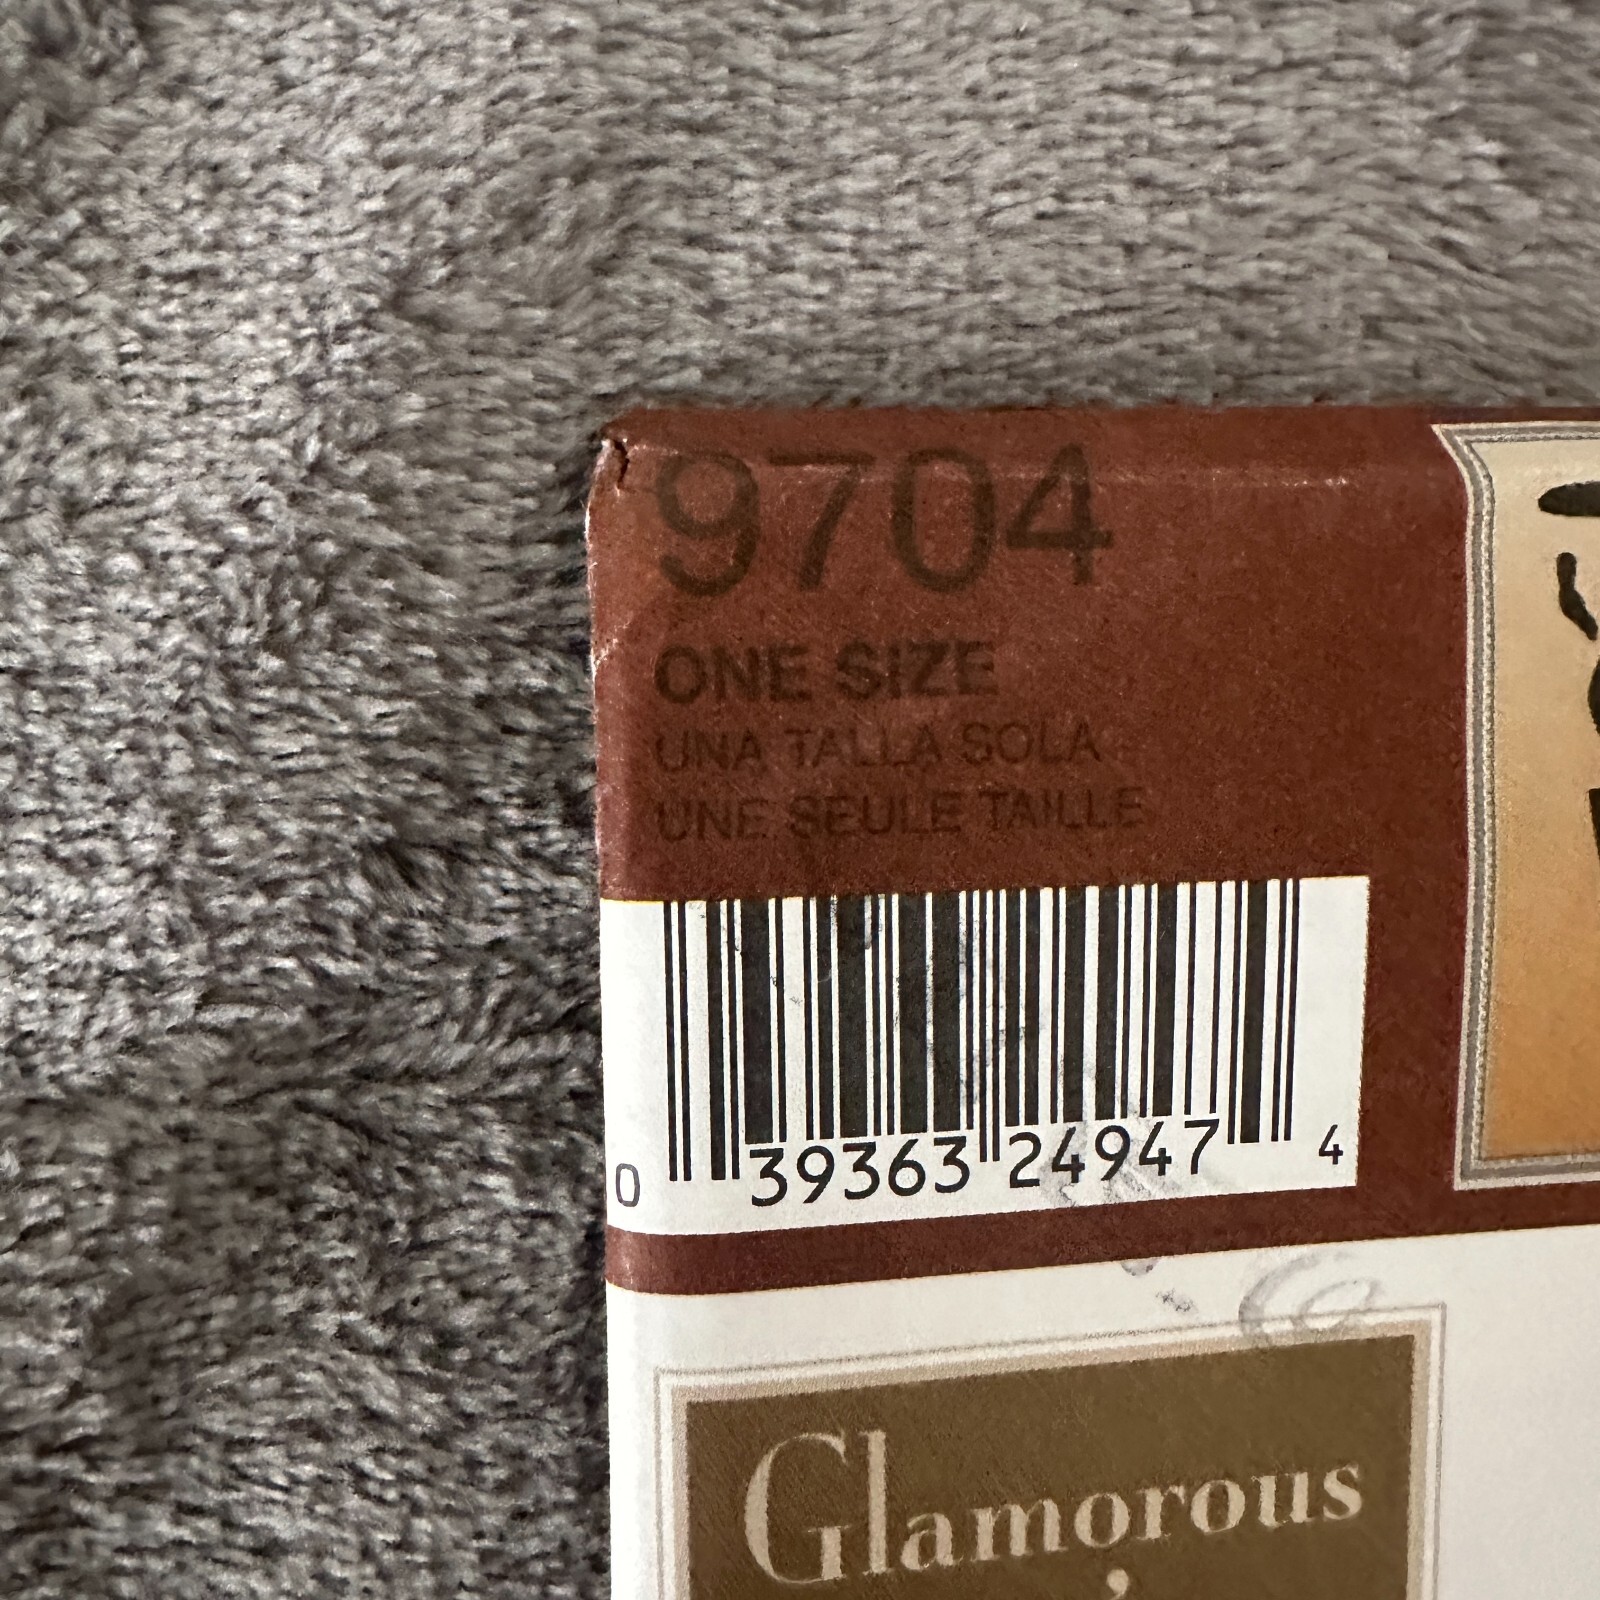 9704
ONE SIZE
UNA TALLA SOLA
UNE SEULE TAILLE
0 39363 24947 4
Glamorous